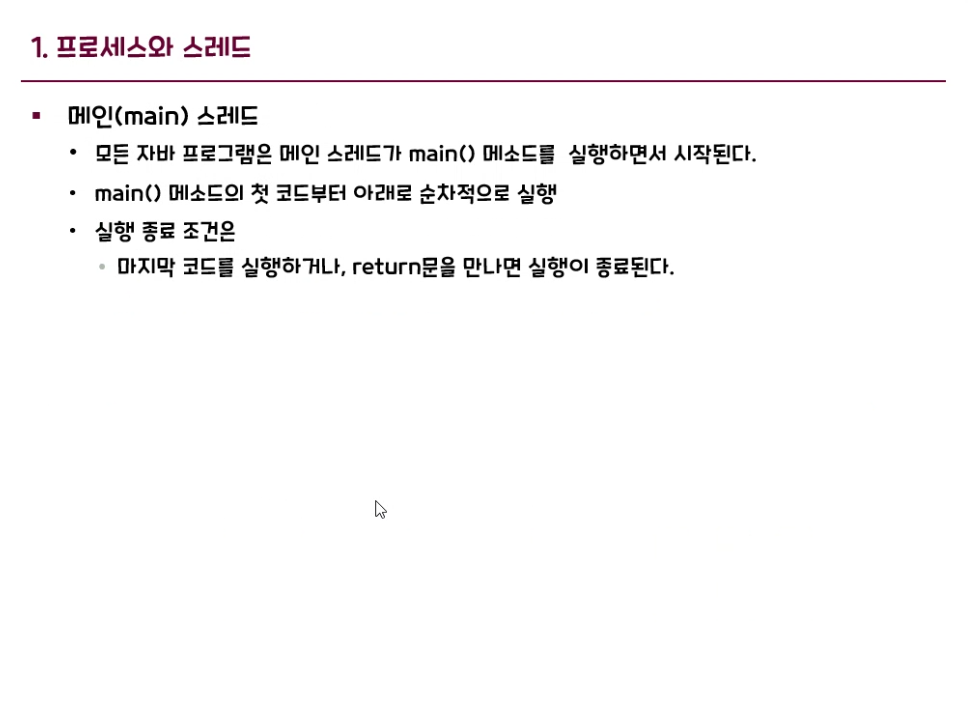 1. 프로세스와 스레드
▪ 메인(main) 스레드
• 모든 자바 프로그램은 메인 스레드가 main() 메소드를 실행하면서 시작된다.
• main() 메소드의 첫 코드부터 아래로 순차적으로 실행
• 실행 종료 조건은
• 마지막 코드를 실행하거나, return문을 만나면 실행이 종료된다.